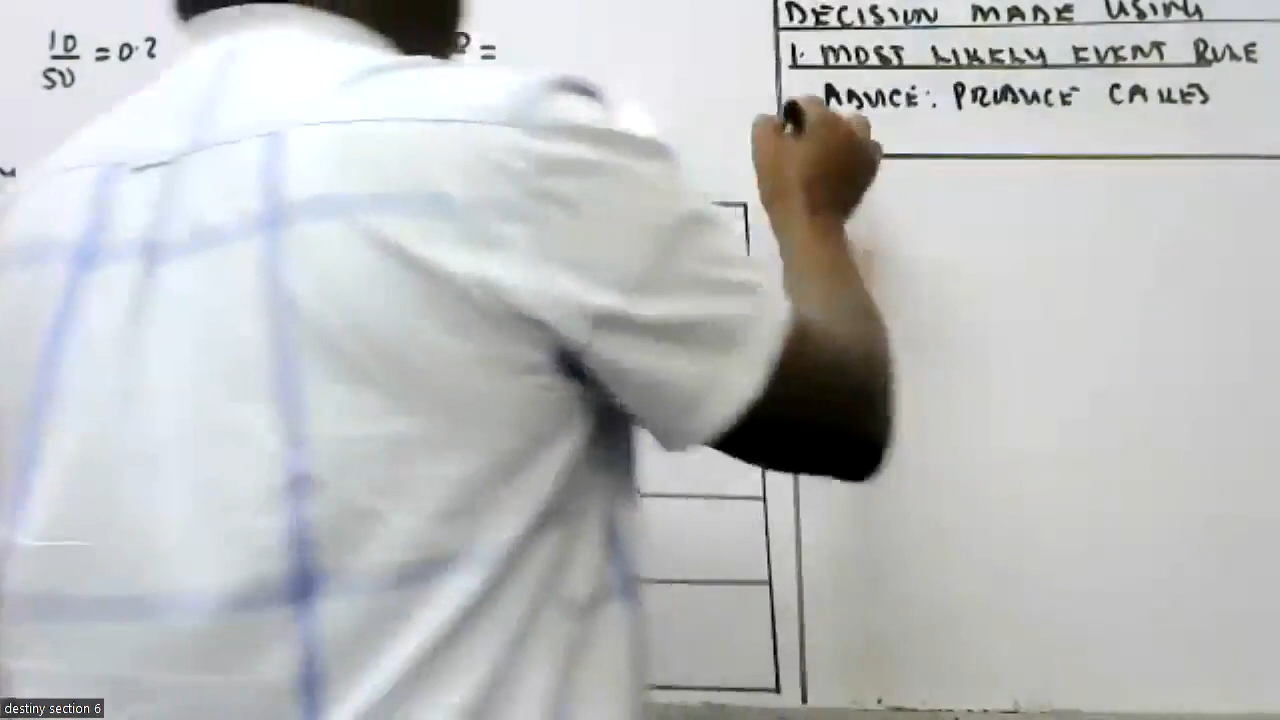 DECISION MADE USING
1. MOST LIKELY EVENT RULE
ADVICE: PRODUCE CAKES
10/50 = 0.2
=
destiny section 6